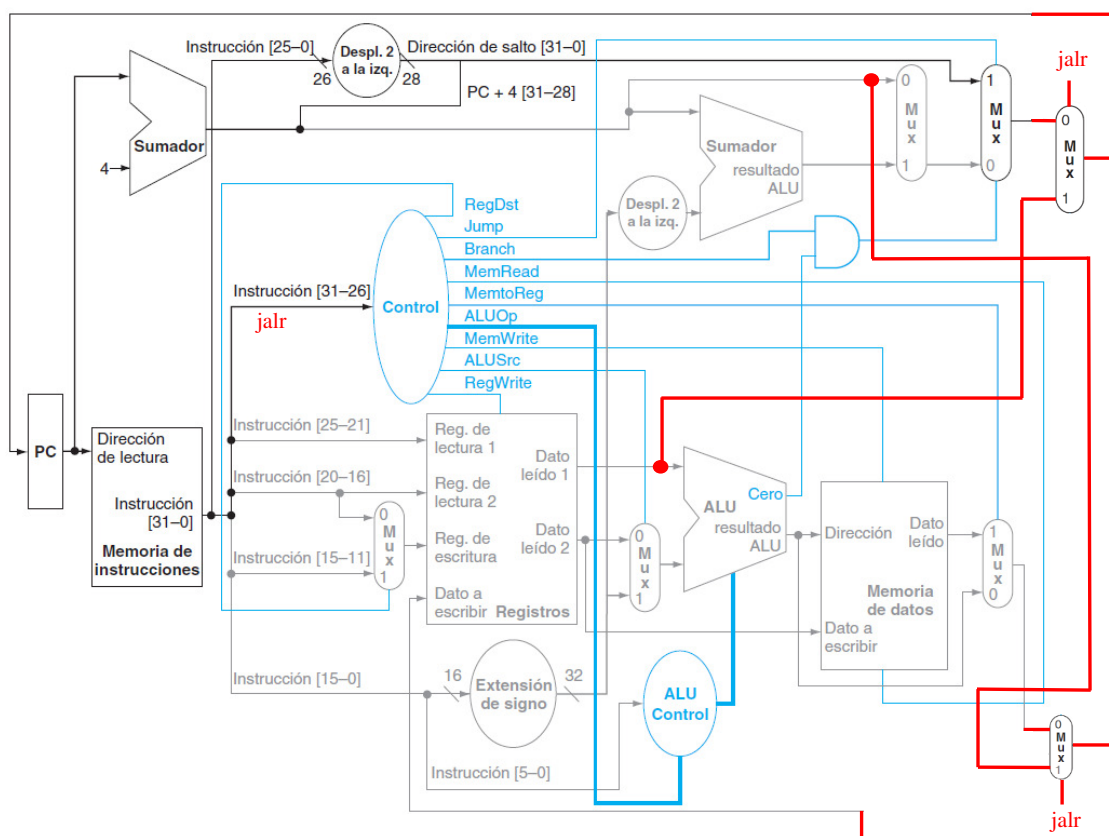 Instrucción [25–0]
Despl. 2
a la izq.
Dirección de salto [31–0]
26
28
jalr
PC + 4 [31–28]
Sumador
4
0
M
u
x
1
1
M
u
x
0
0
M
u
x
1
Sumador
resultado
ALU
Despl. 2
a la izq.
RegDst
Jump
Branch
MemRead
MemtoReg
ALUOp
MemWrite
ALUSrc
RegWrite
Control
Instrucción [31–26]
jalr
PC
Dirección
de lectura
Instrucción
[31–0]
Memoria de
instrucciones
Instrucción [25–21]
Instrucción [20–16]
Instrucción [15–11]
0
M
u
x
1
Reg. de
lectura 1
Reg. de
lectura 2
Reg. de
escritura
Dato a
escribir
Registros
Dato
leído 1
Dato
leído 2
0
M
u
x
1
Cero
ALU
resultado
ALU
Dirección
Dato
leído
Memoria
de datos
Dato a
escribir
1
M
u
x
0
Instrucción [15–0]
16
Extensión
de signo
32
ALU
Control
Instrucción [5–0]
0
M
u
x
1
jalr